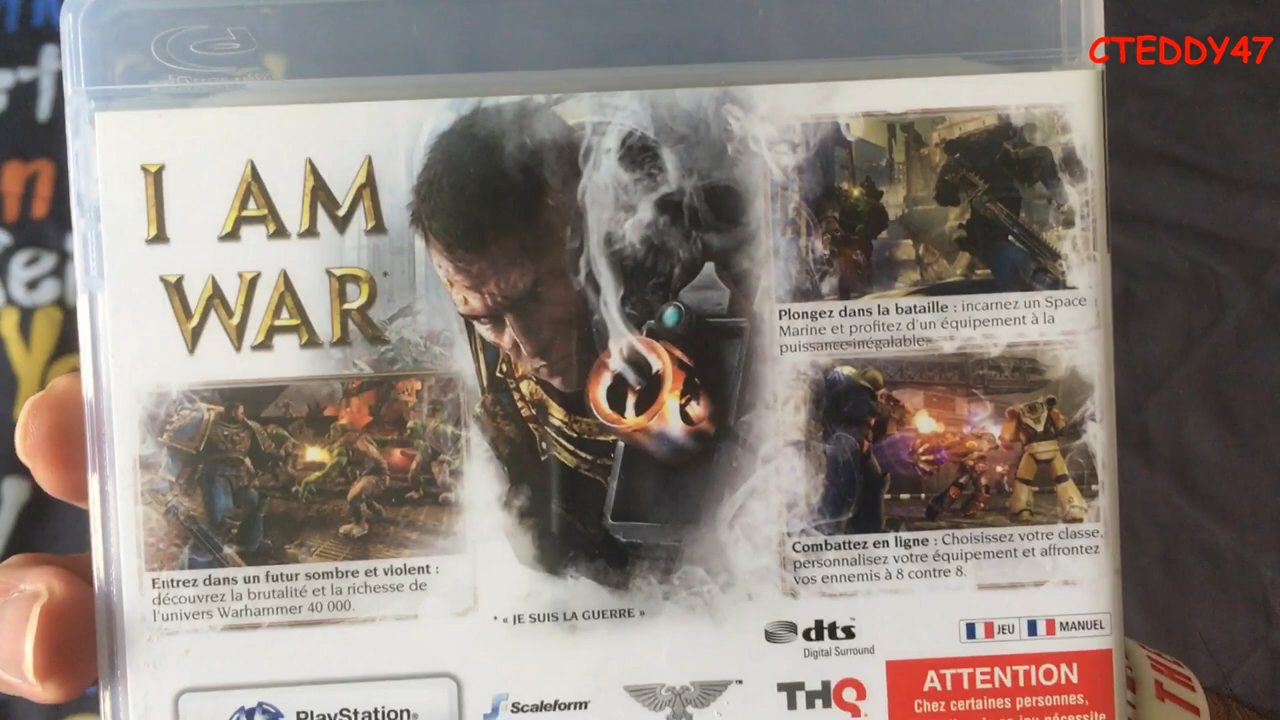 CTEDDY47
I AM
WAR*
Plongez dans la bataille : incarnez un Space
Marine et profitez d'un équipement à la
puissance inégalable.
Entrez dans un futur sombre et violent :
découvrez la brutalité et la richesse de
l'univers Warhammer 40 000.
Combattez en ligne : Choisissez votre classe,
personnalisez votre équipement et affrontez
vos ennemis à 8 contre 8.
* « JE SUIS LA GUERRE »
dts
Digital Surround
JEU
MANUEL
PlayStation®
Scaleform®
TM
THQ
ATTENTION
Chez certaines personnes,
jeu nécessite